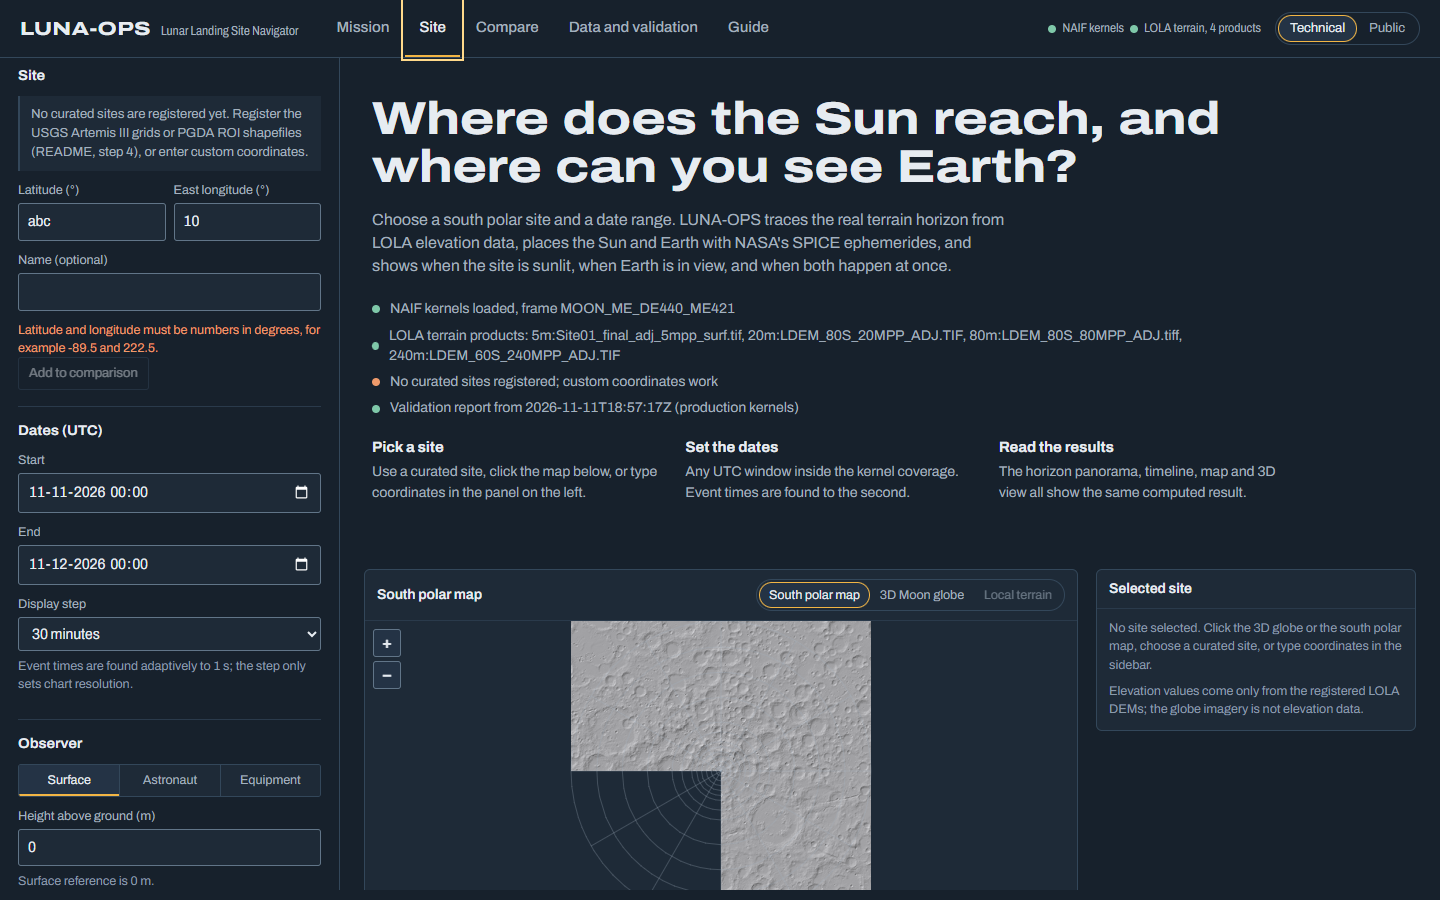 LUNA-OPS Lunar Landing Site Navigator Mission Site Compare Data and validation Guide NAIF kernels LOLA terrain, 4 products Technical Public
Site
No curated sites are registered yet. Register the
USGS Artemis III grids or PGDA ROI shapefiles
(README, step 4), or enter custom coordinates.
Latitude (°) East longitude (°)
abc 10
Name (optional)
Latitude and longitude must be numbers in degrees, for
example -89.5 and 222.5.
Add to comparison
Dates (UTC)
Start
11-11-2026 00:00
End
11-12-2026 00:00
Display step
30 minutes
Event times are found adaptively to 1 s; the step only
sets chart resolution.
Observer
Surface Astronaut Equipment
Height above ground (m)
0
Surface reference is 0 m.
Where does the Sun reach, and
where can you see Earth?
Choose a south polar site and a date range. LUNA-OPS traces the real terrain horizon from
LOLA elevation data, places the Sun and Earth with NASA's SPICE ephemerides, and
shows when the site is sunlit, when Earth is in view, and when both happen at once.
NAIF kernels loaded, frame MOON_ME_DE440_ME421
LOLA terrain products: 5m:Site01_final_adj_5mpp_surf.tif, 20m:LDEM_80S_20MPP_ADJ.TIF, 80m:LDEM_80S_80MPP_ADJ.tiff,
240m:LDEM_60S_240MPP_ADJ.TIF
No curated sites registered; custom coordinates work
Validation report from 2026-11-11T18:57:17Z (production kernels)
Pick a site
Use a curated site, click the map below, or type
coordinates in the panel on the left.
Set the dates
Any UTC window inside the kernel coverage.
Event times are found to the second.
Read the results
The horizon panorama, timeline, map and 3D
view all show the same computed result.
South polar map South polar map 3D Moon globe Local terrain
+
−
Selected site
No site selected. Click the 3D globe or the south polar
map, choose a curated site, or type coordinates in the
sidebar.
Elevation values come only from the registered LOLA
DEMs; the globe imagery is not elevation data.